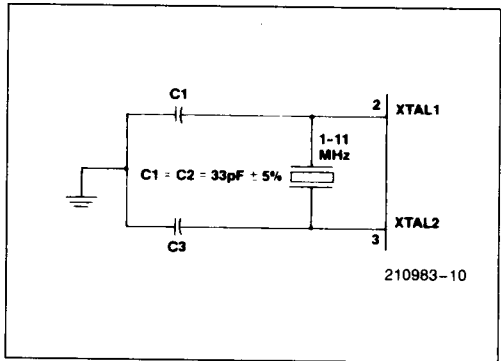 C1
2 XTAL1
1-11
MHz
C1 = C2 = 33pF ± 5%
XTAL2
3
C3
210983-10